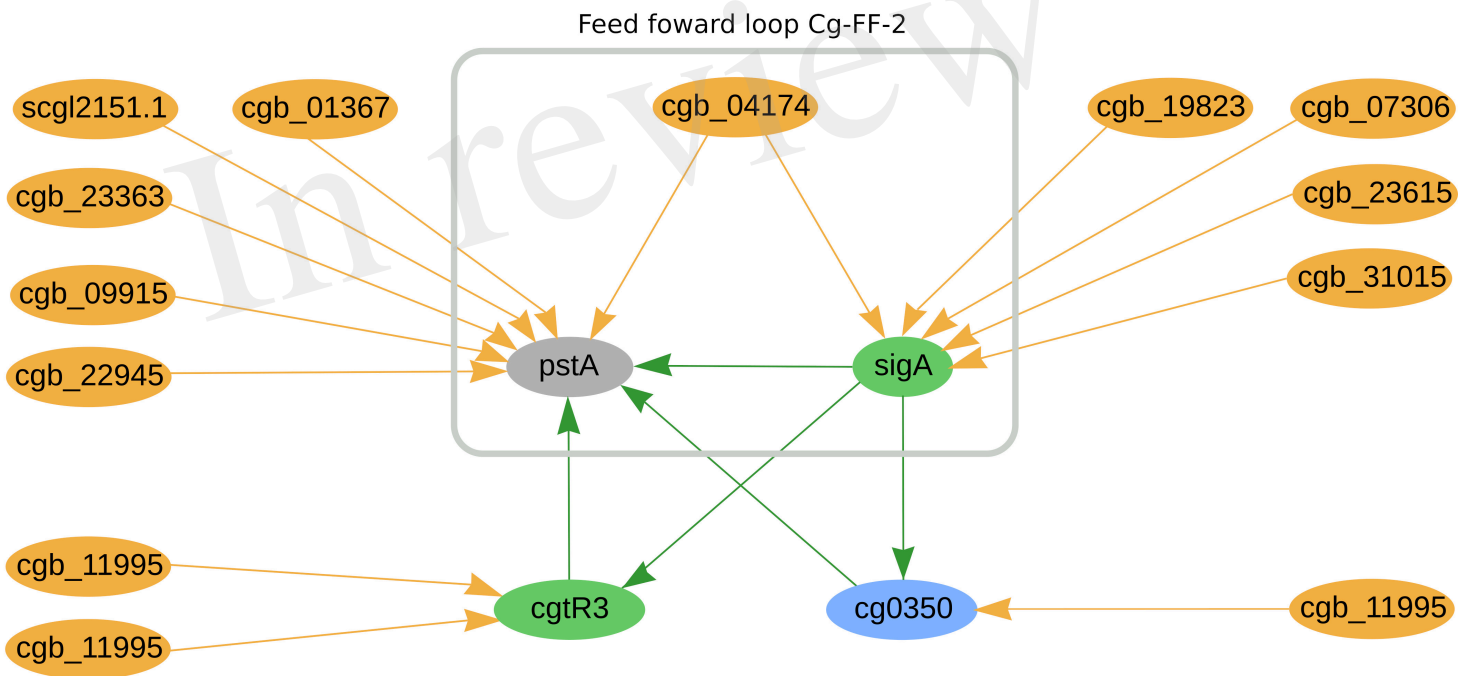 Feed foward loop Cg-FF-2
In review
scgl2151.1
cgb_01367
cgb_04174
cgb_19823
cgb_07306
cgb_23363
cgb_23615
cgb_09915
cgb_31015
cgb_22945
pstA
sigA
cgb_11995
cgtR3
cg0350
cgb_11995
cgb_11995